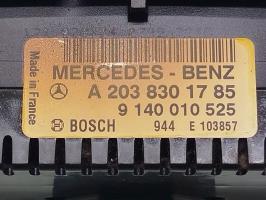 Made in France
MERCEDES - BENZ
A 203 830 17 85
9 140 010 525
BOSCH 944 E 103857